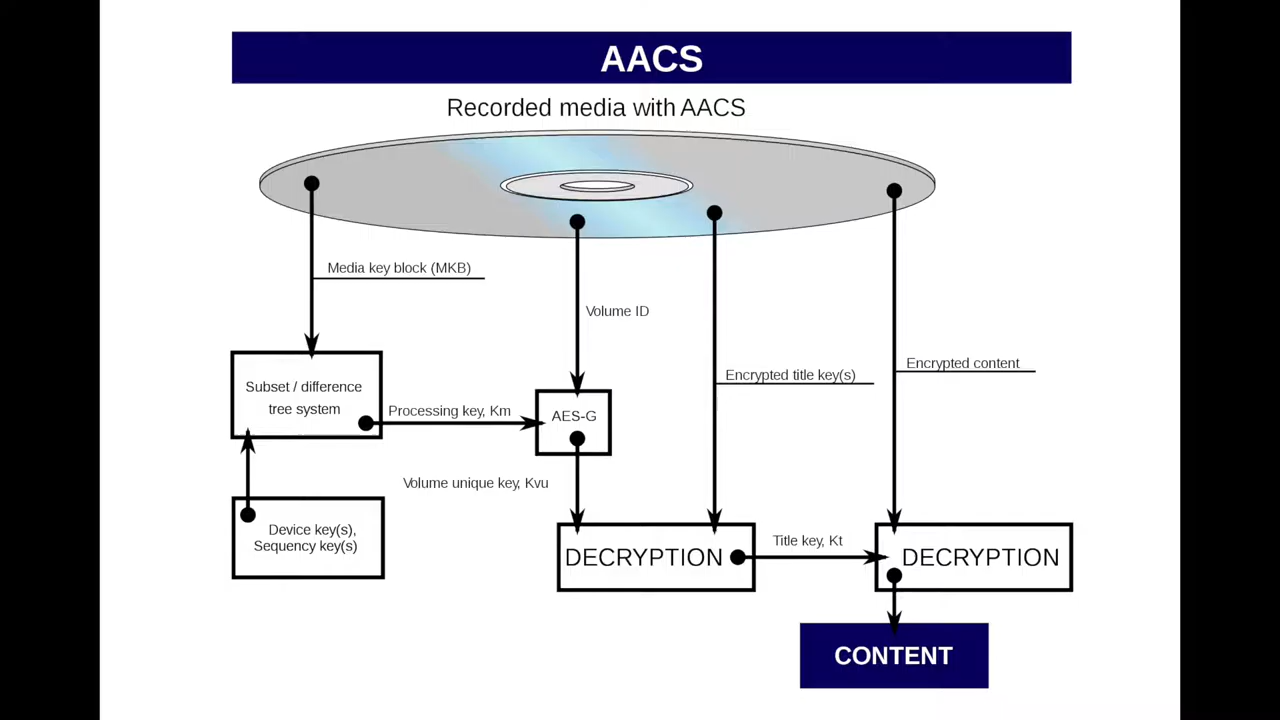 AACS
Recorded media with AACS
Media key block (MKB)
Volume ID
Encrypted title key(s)
Encrypted content
Subset / difference
tree system
Processing key, Km
AES-G
Volume unique key, Kvu
Device key(s),
Sequency key(s)
DECRYPTION
Title key, Kt
DECRYPTION
CONTENT